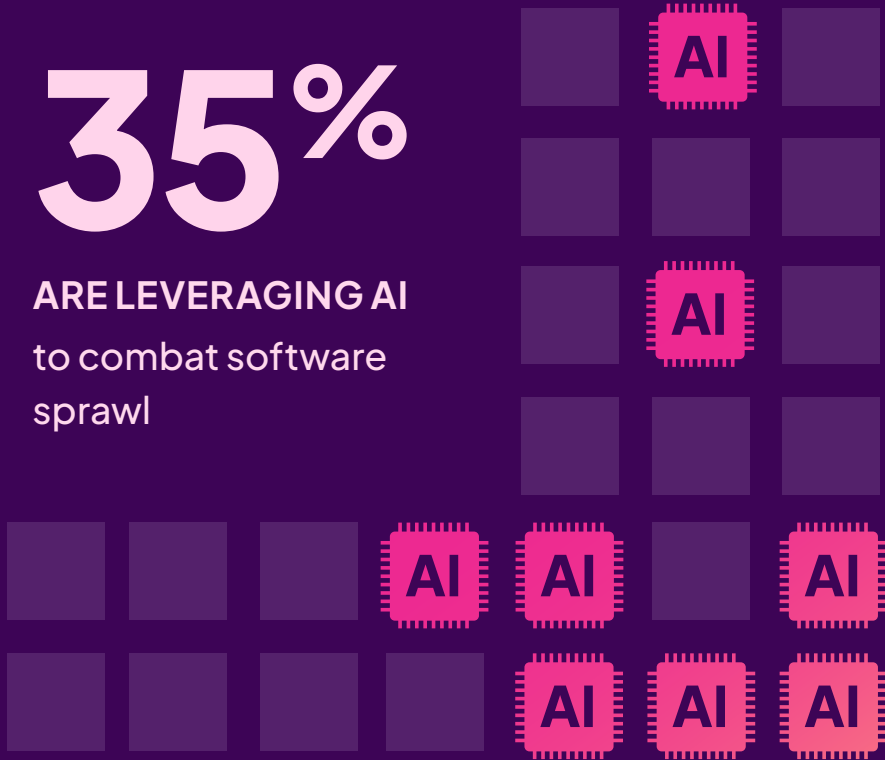 35%
ARE LEVERAGING AI
to combat software
sprawl
AI
AI
AI AI AI
AI AI AI